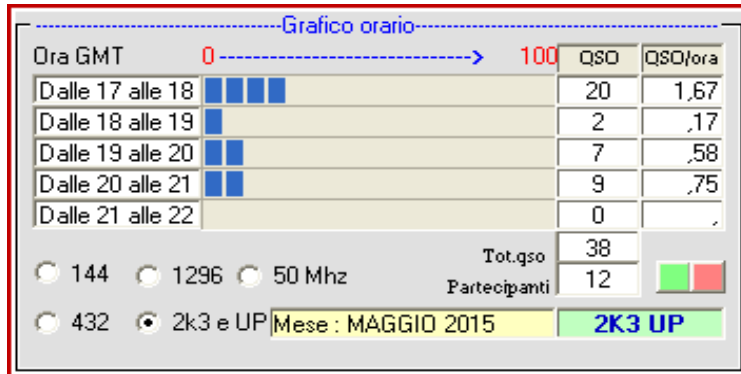 Grafico orario
Ora GMT 0 -----------------------------> 100 QSO QSO/ora
Dalle 17 alle 18 20 1,67
Dalle 18 alle 19 2 ,17
Dalle 19 alle 20 7 ,58
Dalle 20 alle 21 9 ,75
Dalle 21 alle 22 0 ,
Tot.qso 38
144 1296 50 Mhz Partecipanti 12
432 2k3 e UP Mese : MAGGIO 2015 2K3 UP